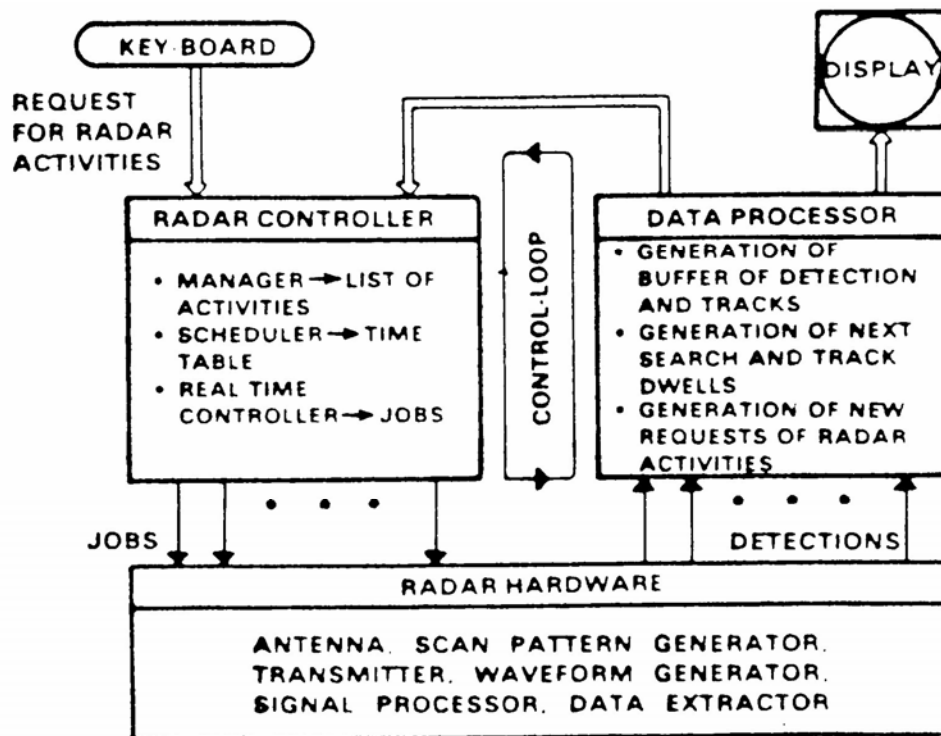 KEY-BOARD
DISPLAY
REQUEST
FOR RADAR
ACTIVITIES
RADAR CONTROLLER
• MANAGER → LIST OF
ACTIVITIES
• SCHEDULER → TIME
TABLE
• REAL TIME
CONTROLLER → JOBS
CONTROL-LOOP
DATA PROCESSOR
• GENERATION OF
BUFFER OF DETECTION
AND TRACKS
• GENERATION OF NEXT
SEARCH AND TRACK
DWELLS
• GENERATION OF NEW
REQUESTS OF RADAR
ACTIVITIES
JOBS
DETECTIONS
RADAR HARDWARE
ANTENNA, SCAN PATTERN GENERATOR,
TRANSMITTER, WAVEFORM GENERATOR,
SIGNAL PROCESSOR, DATA EXTRACTOR